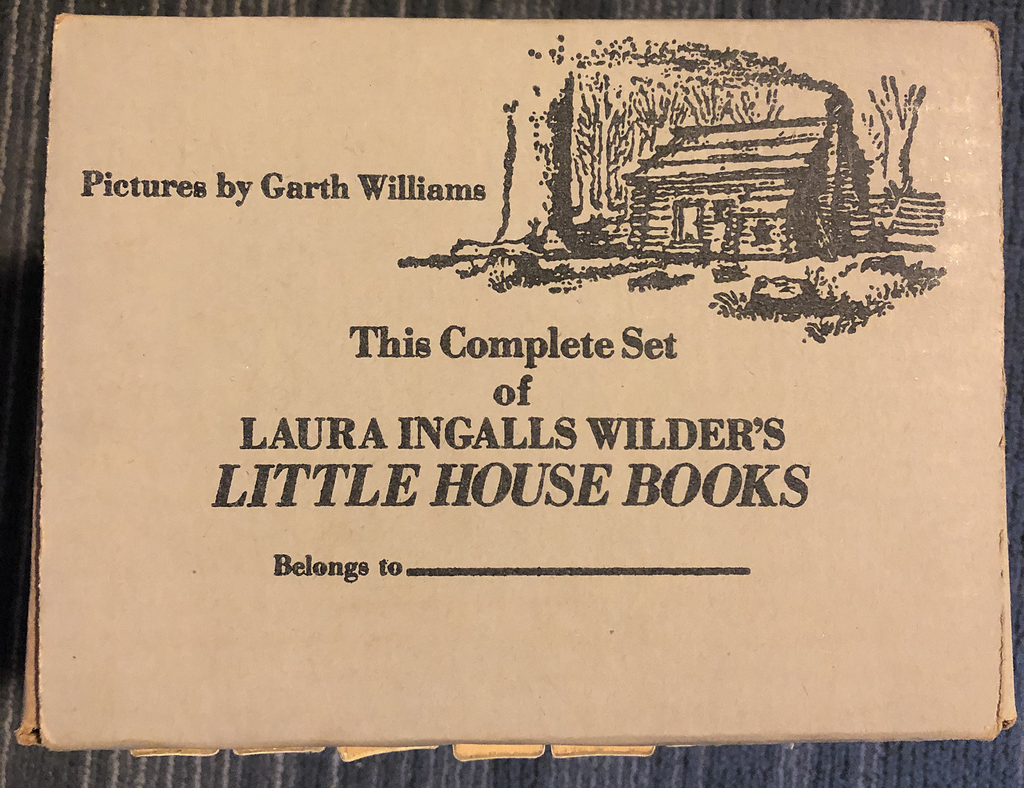 Pictures by Garth Williams
This Complete Set
of
LAURA INGALLS WILDER'S
LITTLE HOUSE BOOKS
Belongs to